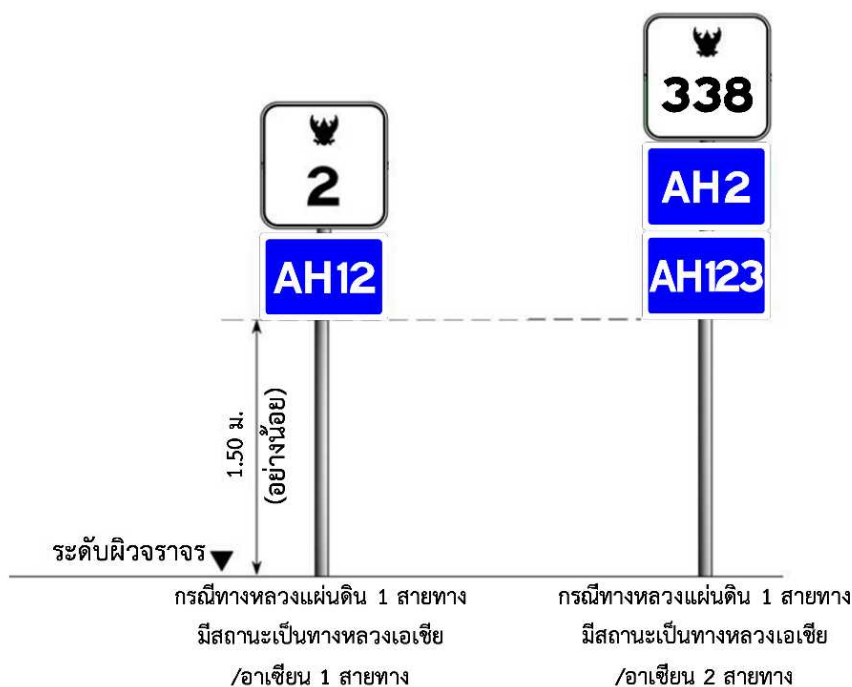 338
2
AH2
AH12
AH123
1.50 ม.
(อย่างน้อย)
ระดับผิวจราจร
กรณีทางหลวงแผ่นดิน 1 สายทาง
มีสถานะเป็นทางหลวงเอเชีย
/อาเซียน 1 สายทาง
กรณีทางหลวงแผ่นดิน 1 สายทาง
มีสถานะเป็นทางหลวงเอเชีย
/อาเซียน 2 สายทาง